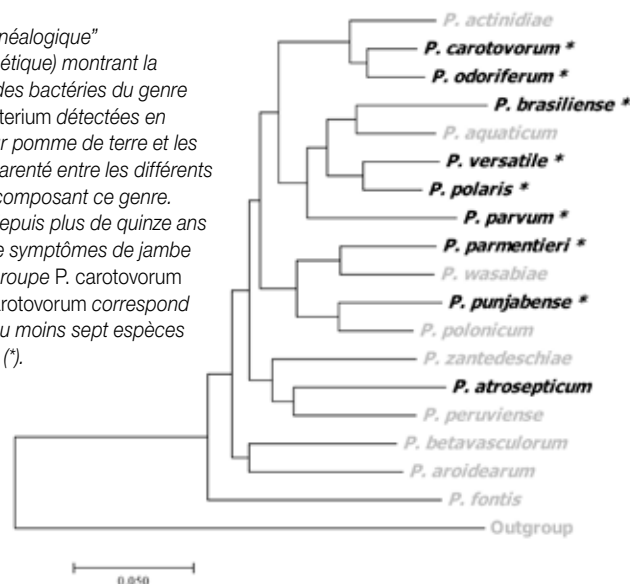 néalogique”
étique) montrant la
des bactéries du genre
terium détectées en
r pomme de terre et les
arenté entre les différents
composant ce genre.
epuis plus de quinze ans
e symptômes de jambe
roupe P. carotovorum
arotovorum correspond
u moins sept espèces
(*).
P. actinidiae
P. carotovorum *
P. odoriferum *
P. brasiliense *
P. aquaticum
P. versatile *
P. polaris *
P. parvum *
P. parmentieri *
P. wasabiae
P. punjabense *
P. polonicum
P. zantedeschiae
P. atrosepticum
P. peruviense
P. betavasculorum
P. aroidearum
P. fontis
Outgroup
0.050